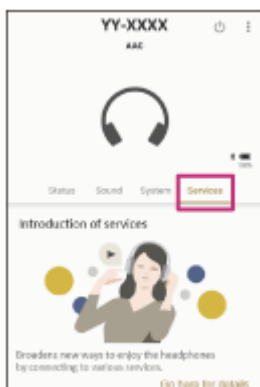 YY-XXXX
AAC
100%
Status Sound System Services
Introduction of services
Broadens new ways to enjoy the headphones
by connecting to various services.
Go here for details